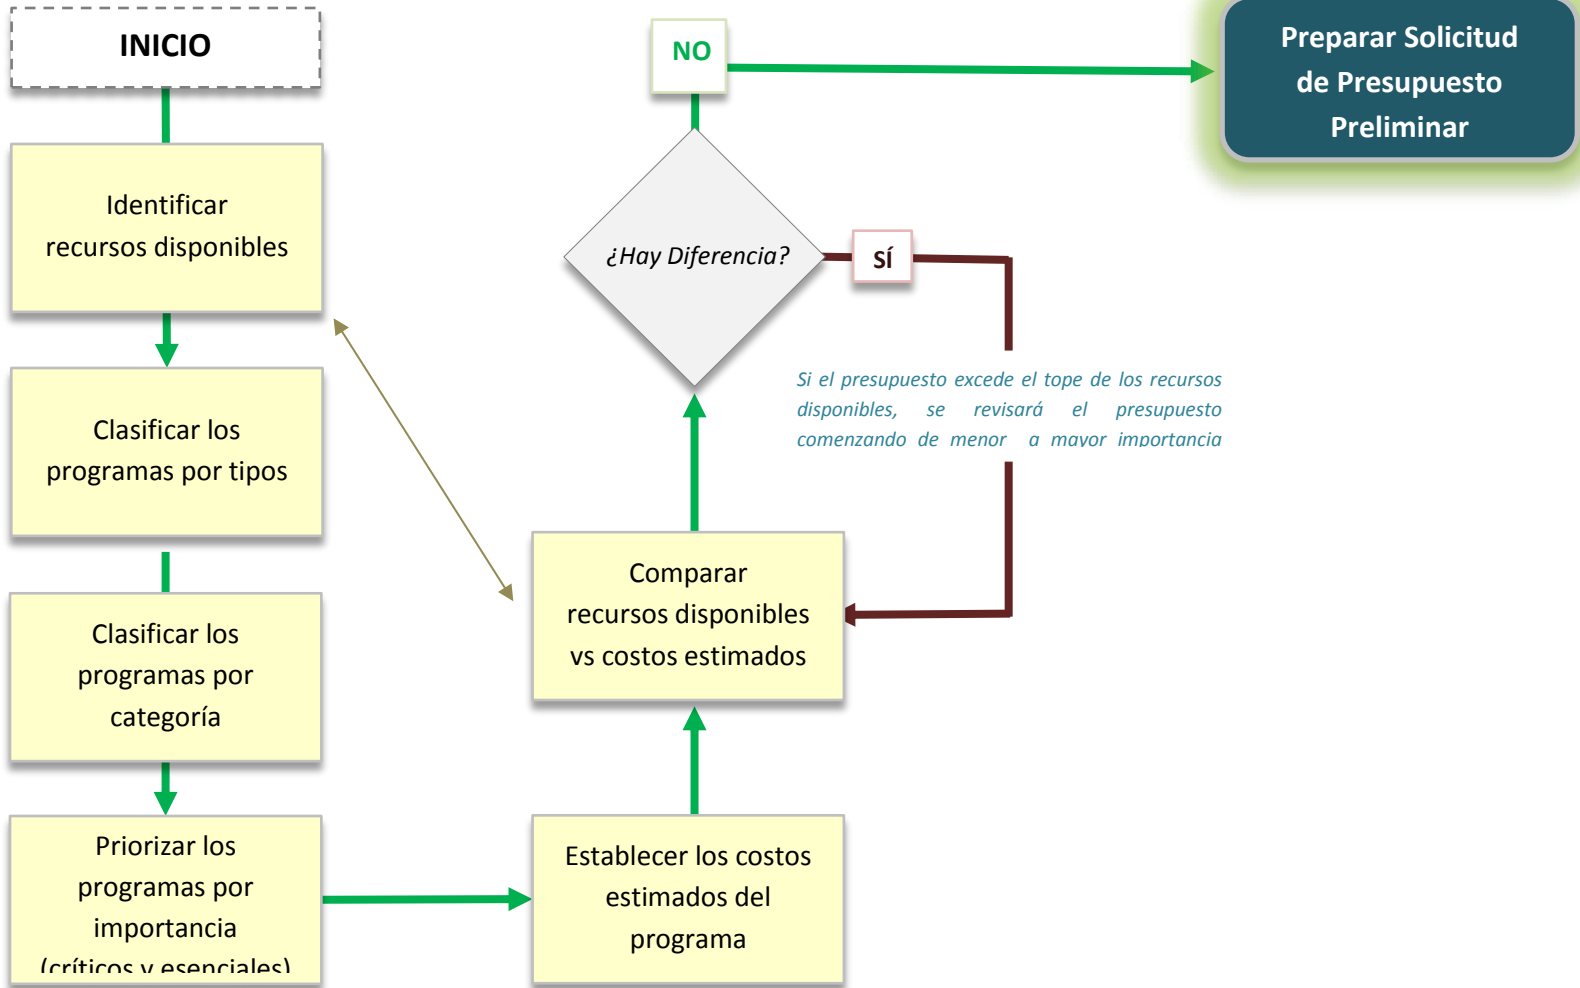 INICIO
Identificar
recursos disponibles
Clasificar los
programas por tipos
Clasificar los
programas por
categoría
Priorizar los
programas por
importancia
(críticos y esenciales)
Establecer los costos
estimados del
programa
Comparar
recursos disponibles
vs costos estimados
¿Hay Diferencia?
SÍ
Si el presupuesto excede el tope de los recursos
disponibles, se revisará el presupuesto
comenzando de menor a mayor importancia
NO
Preparar Solicitud
de Presupuesto
Preliminar